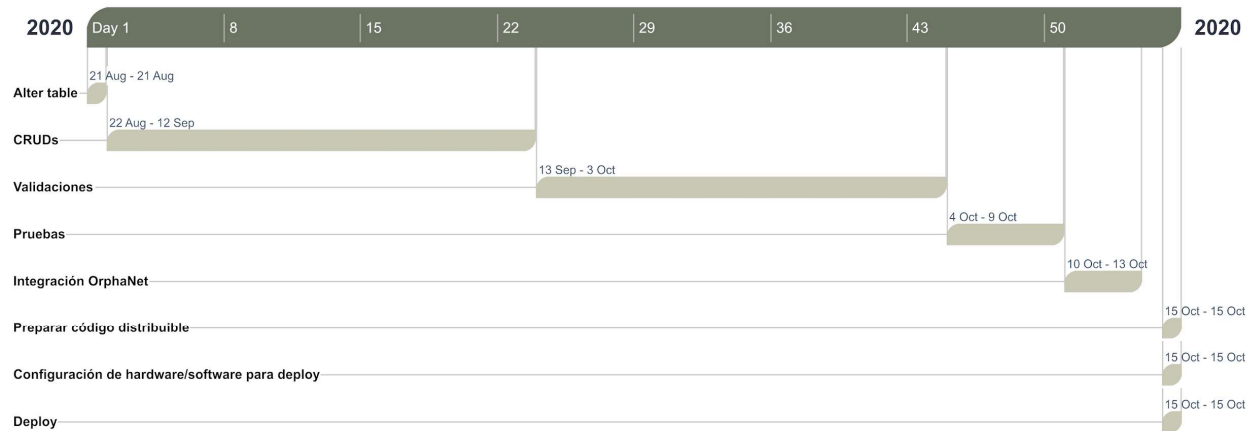 2020 Day 1 8 15 22 29 36 43 50 2020
21 Aug - 21 Aug
Alter table
22 Aug - 12 Sep
CRUDs
13 Sep - 3 Oct
Validaciones
4 Oct - 9 Oct
Pruebas
10 Oct - 13 Oct
Integración OrphaNet
15 Oct - 15 Oct
Preparar código distribuible
15 Oct - 15 Oct
Configuración de hardware/software para deploy
15 Oct - 15 Oct
Deploy